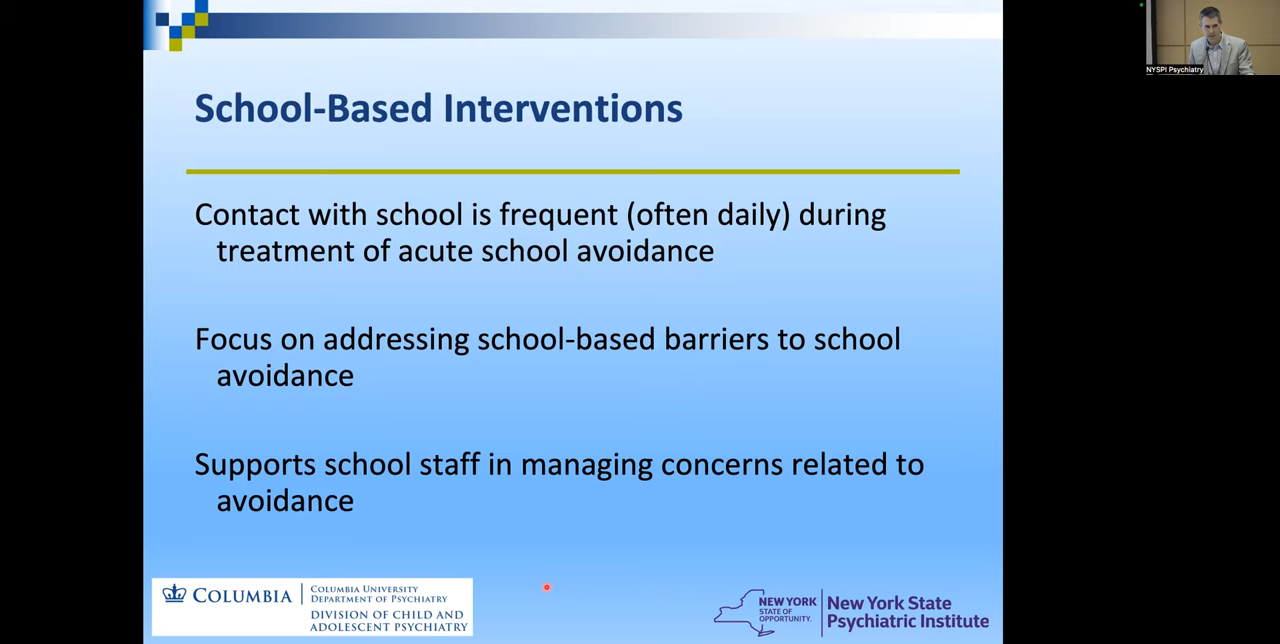 NYSPI Psychiatry
School-Based Interventions
Contact with school is frequent (often daily) during
treatment of acute school avoidance
Focus on addressing school-based barriers to school
avoidance
Supports school staff in managing concerns related to
avoidance
COLUMBIA
COLUMBIA UNIVERSITY
DEPARTMENT OF PSYCHIATRY
DIVISION OF CHILD AND
ADOLESCENT PSYCHIATRY
NEW YORK
STATE OF
OPPORTUNITY.
New York State
Psychiatric Institute